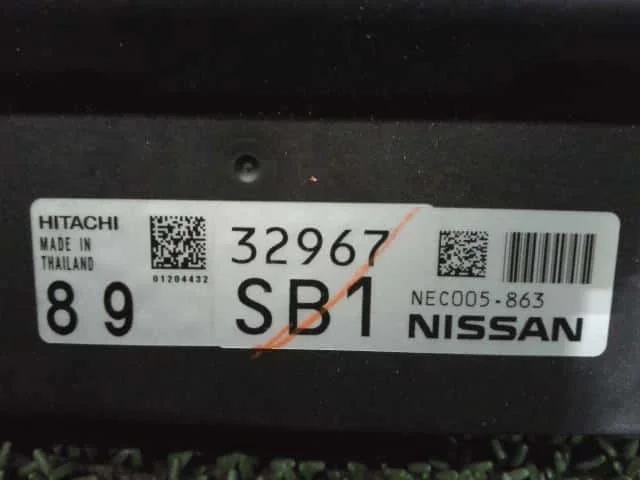 HITACHI
MADE IN
THAILAND
89
01204432
32967
SB1
NEC005-863
NISSAN